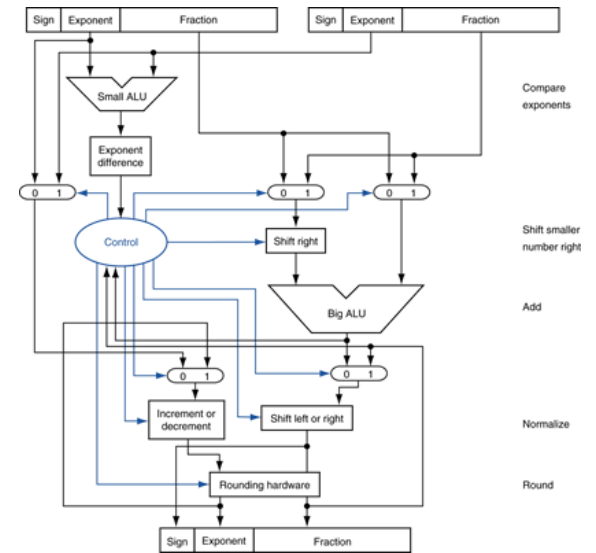 Sign Exponent Fraction Sign Exponent Fraction
Small ALU
Compare
exponents
Exponent
difference
0 1 0 1 0 1
Control
Shift right
Shift smaller
number right
Big ALU
Add
0 1 0 1
Increment or
decrement
Shift left or right
Normalize
Rounding hardware
Round
Sign Exponent Fraction